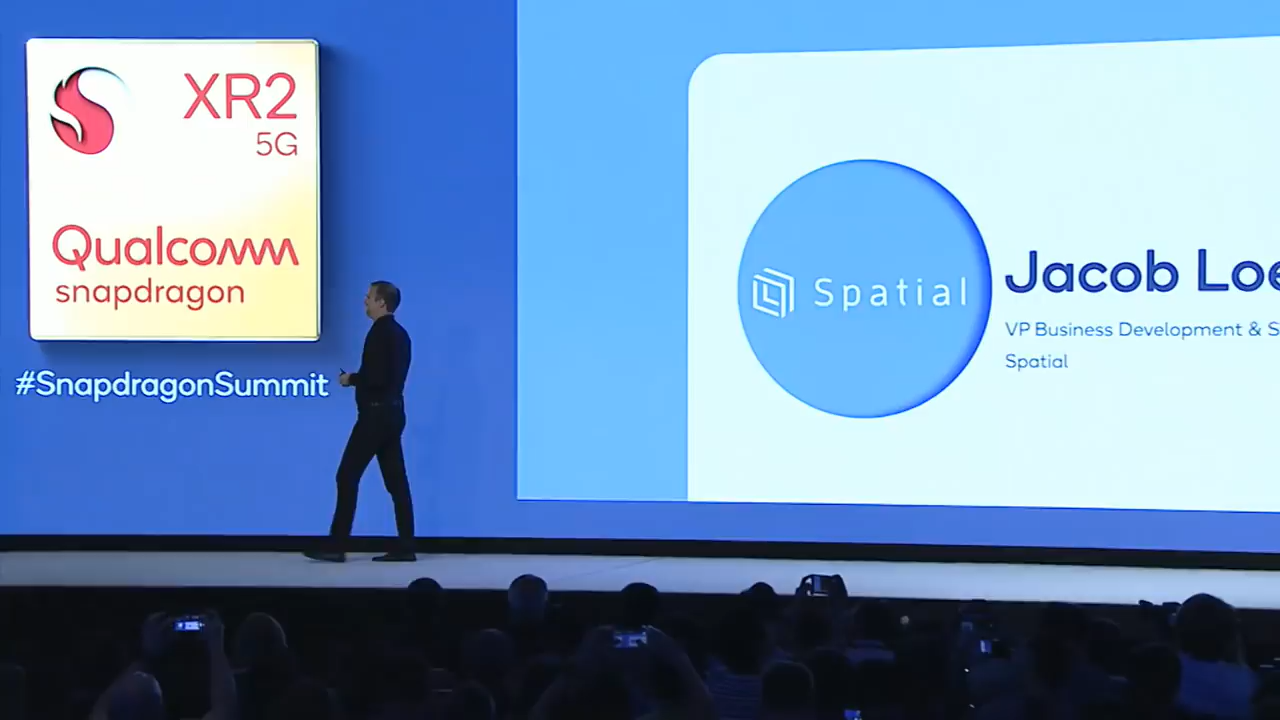 XR2
5G
Qualcomm
snapdragon
#SnapdragonSummit
Spatial
Jacob Loe
VP Business Development & S
Spatial